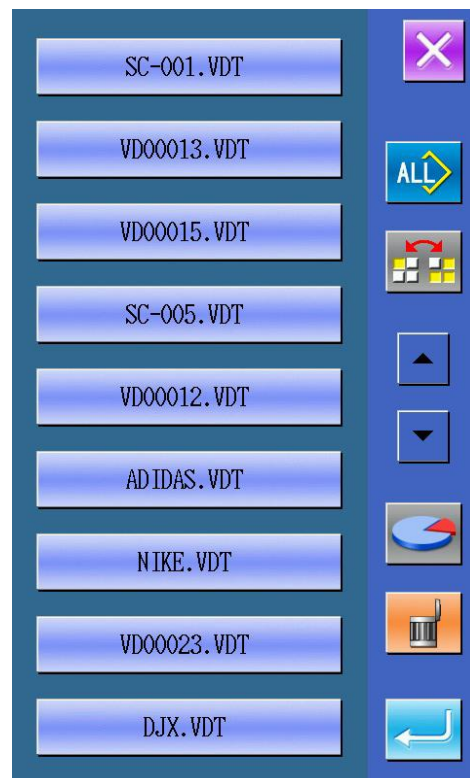 SC-001.VDT
VD00013.VDT
ALL
VD00015.VDT
SC-005.VDT
VD00012.VDT
ADIDAS.VDT
NIKE.VDT
VD00023.VDT
DJX.VDT